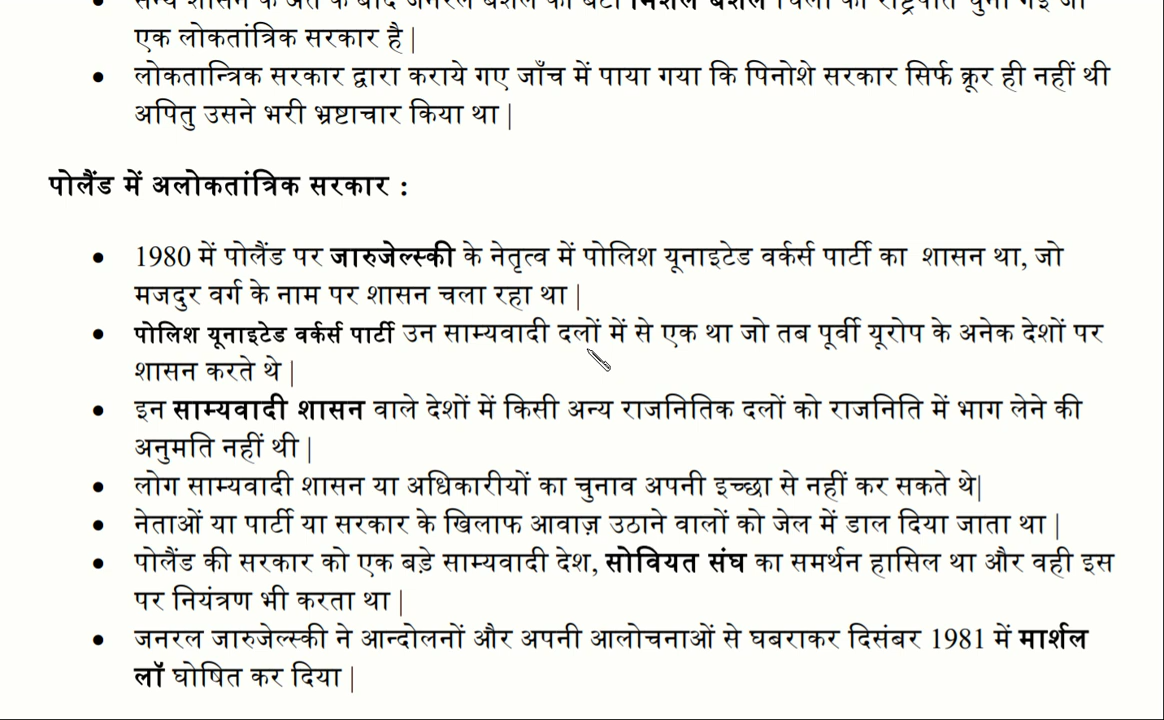 एक लोकतांत्रिक सरकार है |
• लोकतान्त्रिक सरकार द्वारा कराये गए जाँच में पाया गया कि पिनोशे सरकार सिर्फ क्रूर ही नहीं थी
अपितु उसने भरी भ्रष्टाचार किया था |
पोलैंड में अलोकतांत्रिक सरकार :
• 1980 में पोलैंड पर जारुजेल्स्की के नेतृत्व में पोलिश यूनाइटेड वर्कर्स पार्टी का शासन था, जो
मजदुर वर्ग के नाम पर शासन चला रहा था |
• पोलिश यूनाइटेड वर्कर्स पार्टी उन साम्यवादी दलों में से एक था जो तब पूर्वी यूरोप के अनेक देशों पर
शासन करते थे |
• इन साम्यवादी शासन वाले देशों में किसी अन्य राजनितिक दलों को राजनिति में भाग लेने की
अनुमति नहीं थी |
• लोग साम्यवादी शासन या अधिकारीयों का चुनाव अपनी इच्छा से नहीं कर सकते थे|
• नेताओं या पार्टी या सरकार के खिलाफ आवाज़ उठाने वालों को जेल में डाल दिया जाता था |
• पोलैंड की सरकार को एक बड़े साम्यवादी देश, सोवियत संघ का समर्थन हासिल था और वही इस
पर नियंत्रण भी करता था |
• जनरल जारुजेल्स्की ने आन्दोलनों और अपनी आलोचनाओं से घबराकर दिसंबर 1981 में मार्शल
लॉ घोषित कर दिया |